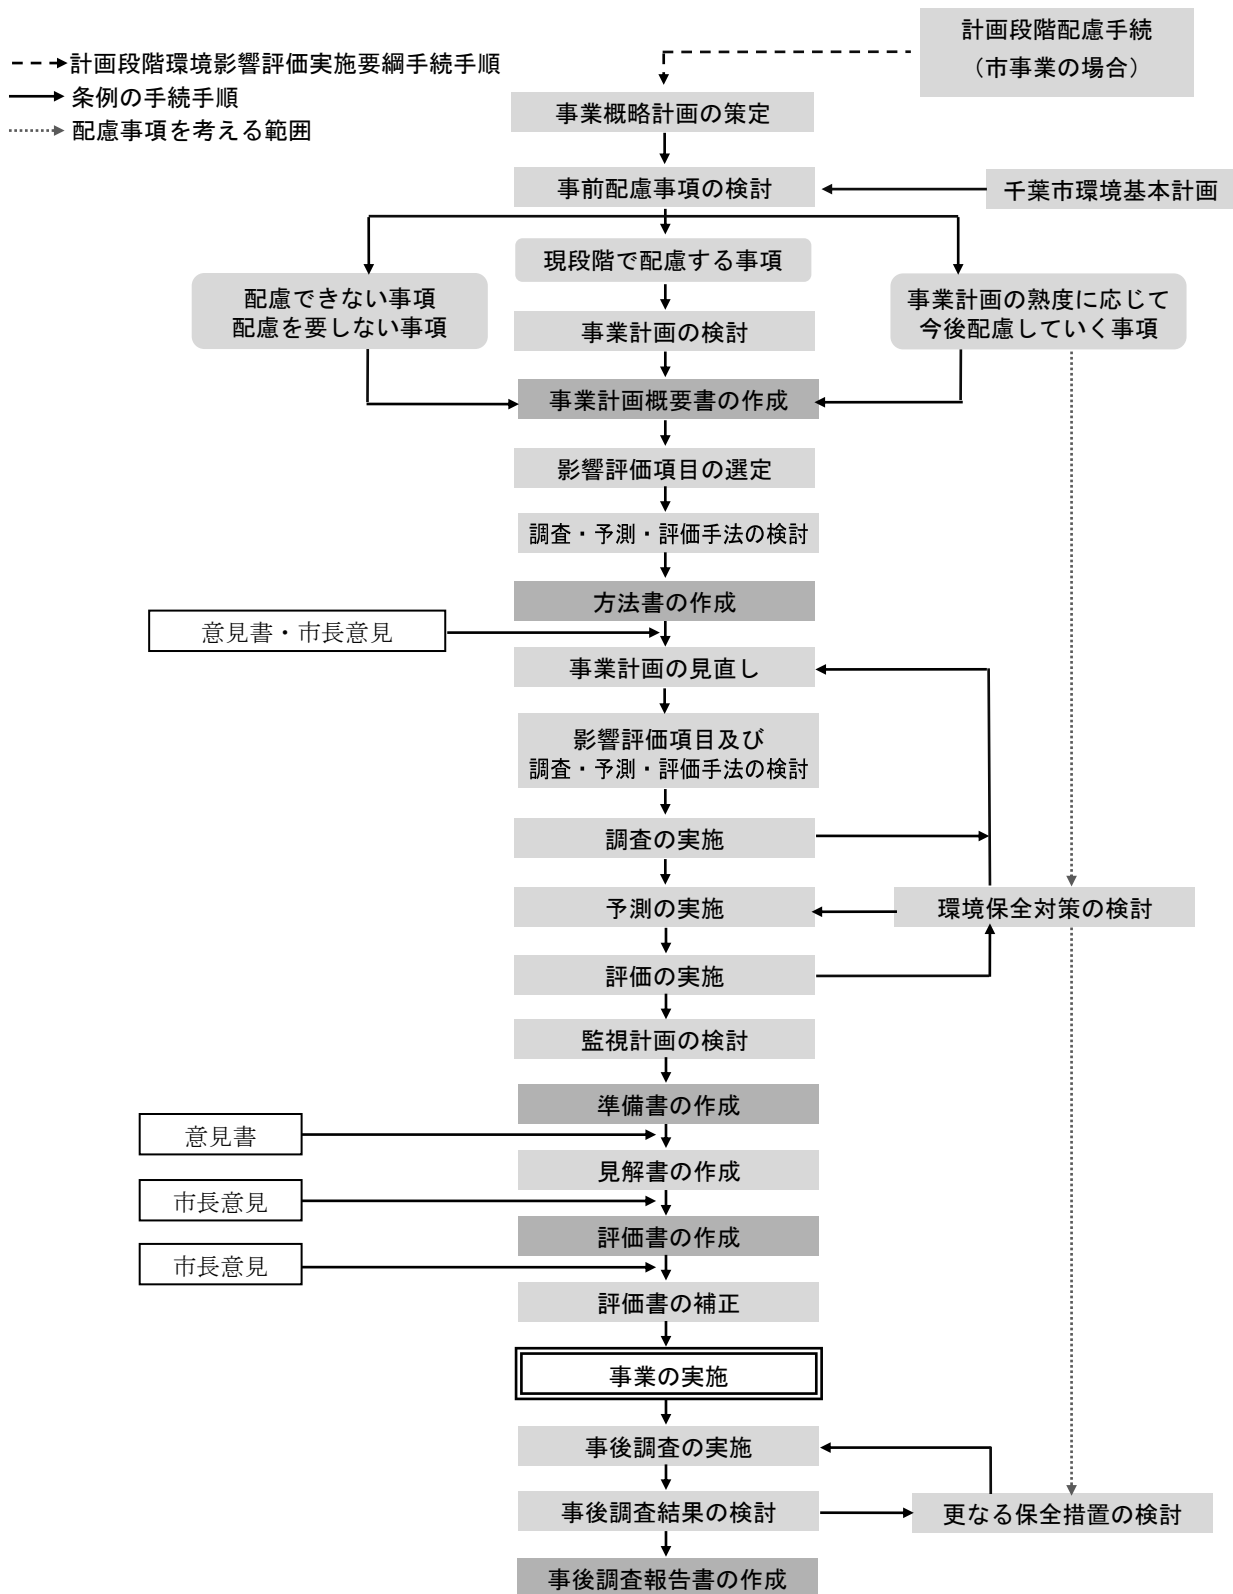 計画段階配慮手続
（市事業の場合）
計画段階環境影響評価実施要綱手続手順
条例の手続手順
配慮事項を考える範囲
事業概略計画の策定
事前配慮事項の検討
千葉市環境基本計画
現段階で配慮する事項
配慮できない事項
配慮を要しない事項
事業計画の熟度に応じて
今後配慮していく事項
事業計画の検討
事業計画概要書の作成
影響評価項目の選定
調査・予測・評価手法の検討
方法書の作成
意見書・市長意見
事業計画の見直し
影響評価項目及び
調査・予測・評価手法の検討
調査の実施
予測の実施
環境保全対策の検討
評価の実施
監視計画の検討
準備書の作成
意見書
見解書の作成
市長意見
評価書の作成
市長意見
評価書の補正
事業の実施
事後調査の実施
事後調査結果の検討
更なる保全措置の検討
事後調査報告書の作成